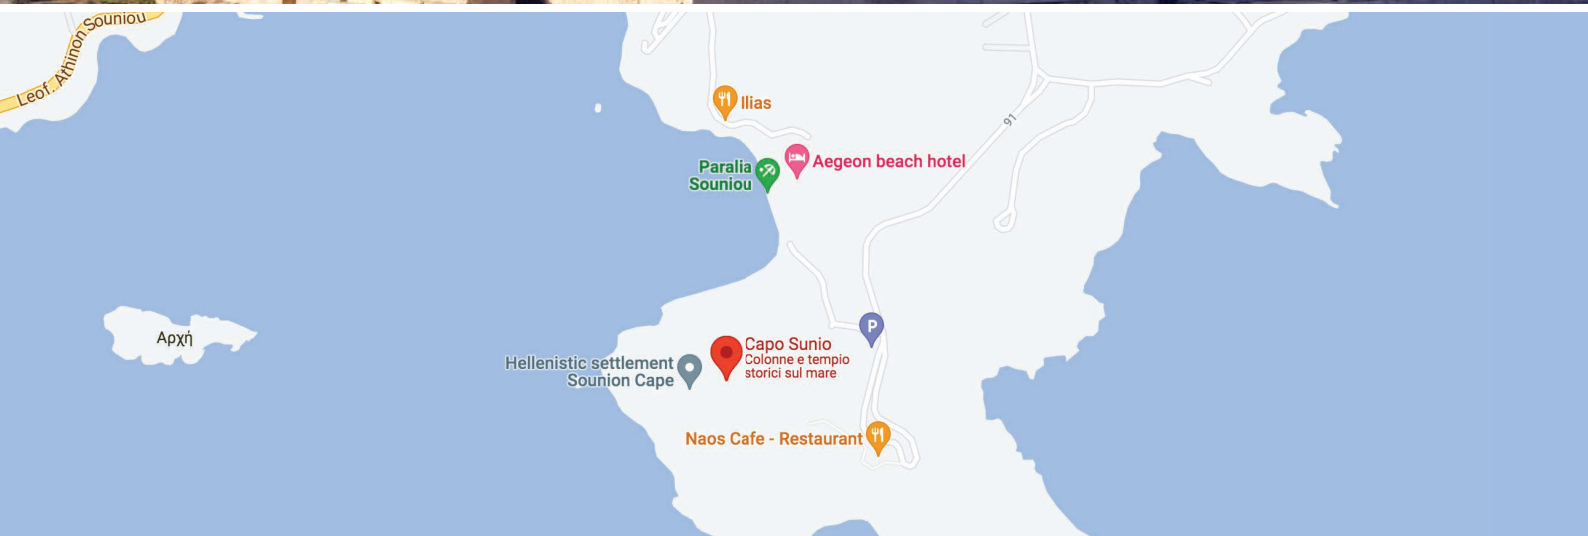 Leof. Athinon Souniou
Ilias
91
Aegeon beach hotel
Paralia
Souniou
Αρχή
P
Capo Sunio
Colonne e tempio
storici sul mare
Hellenistic settlement
Sounion Cape
Naos Cafe - Restaurant